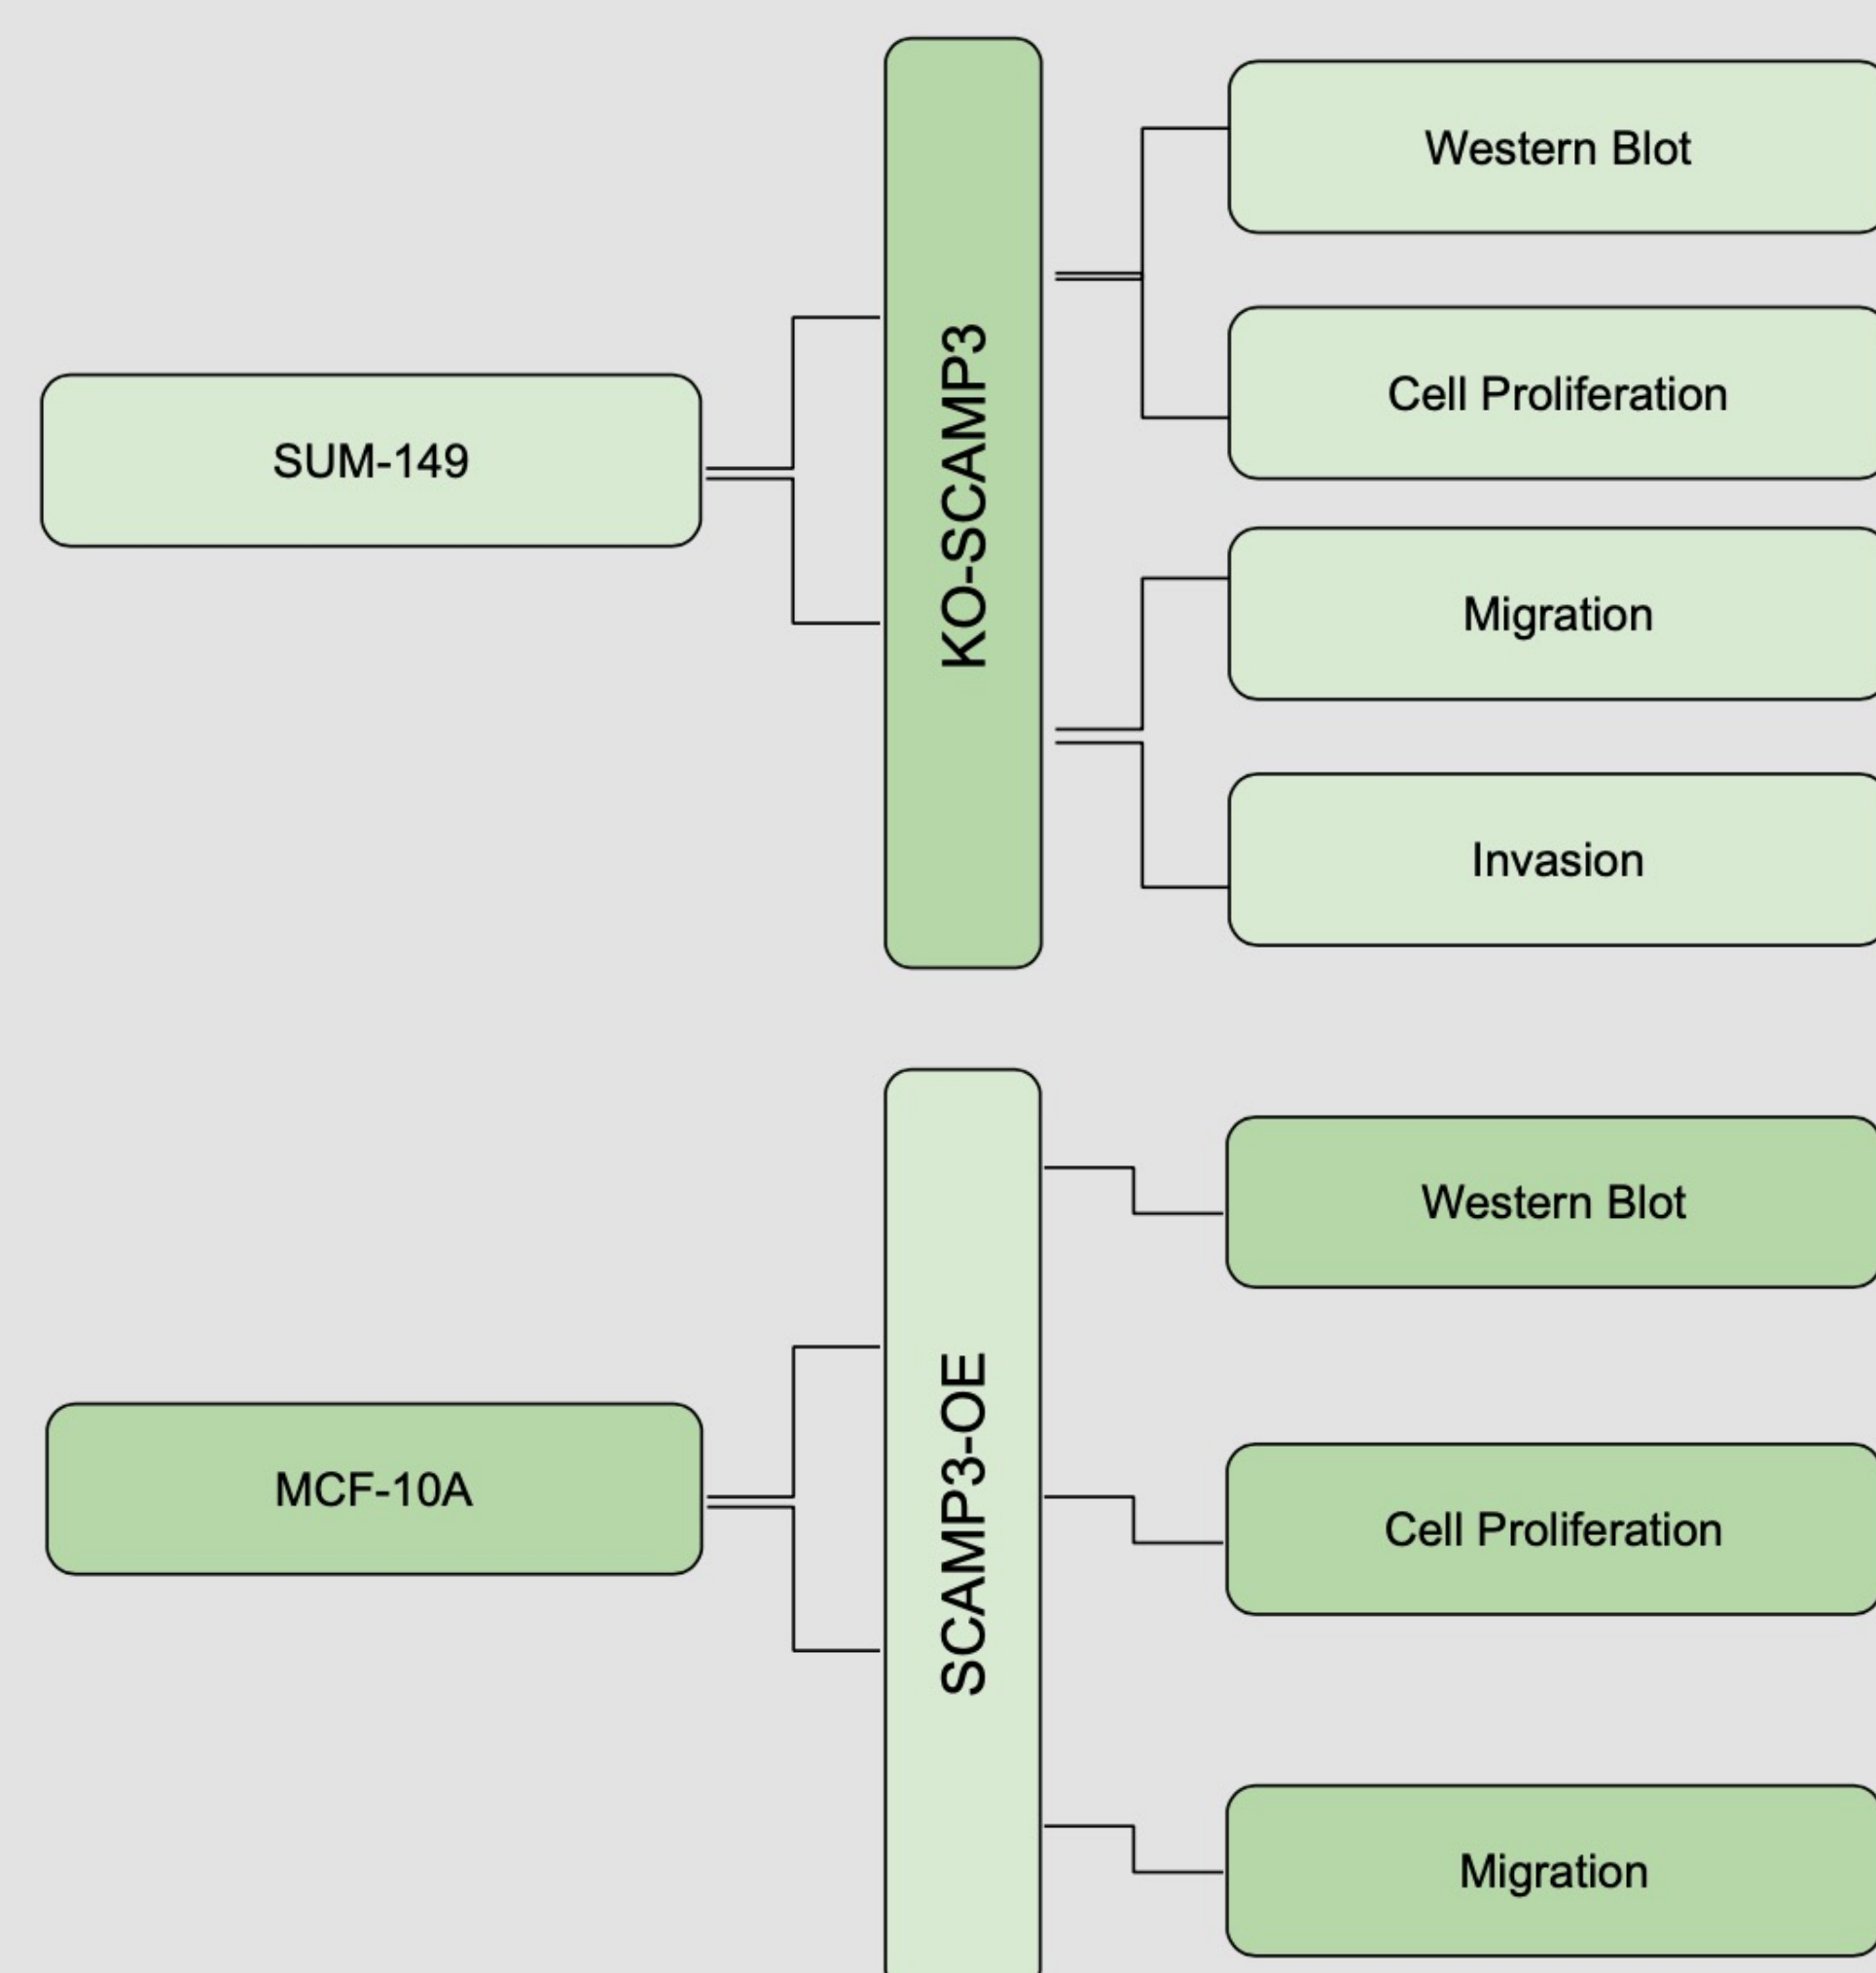 SUM-149
KO-SCAMP3
Western Blot
Cell Proliferation
Migration
Invasion
MCF-10A
SCAMP3-OE
Western Blot
Cell Proliferation
Migration